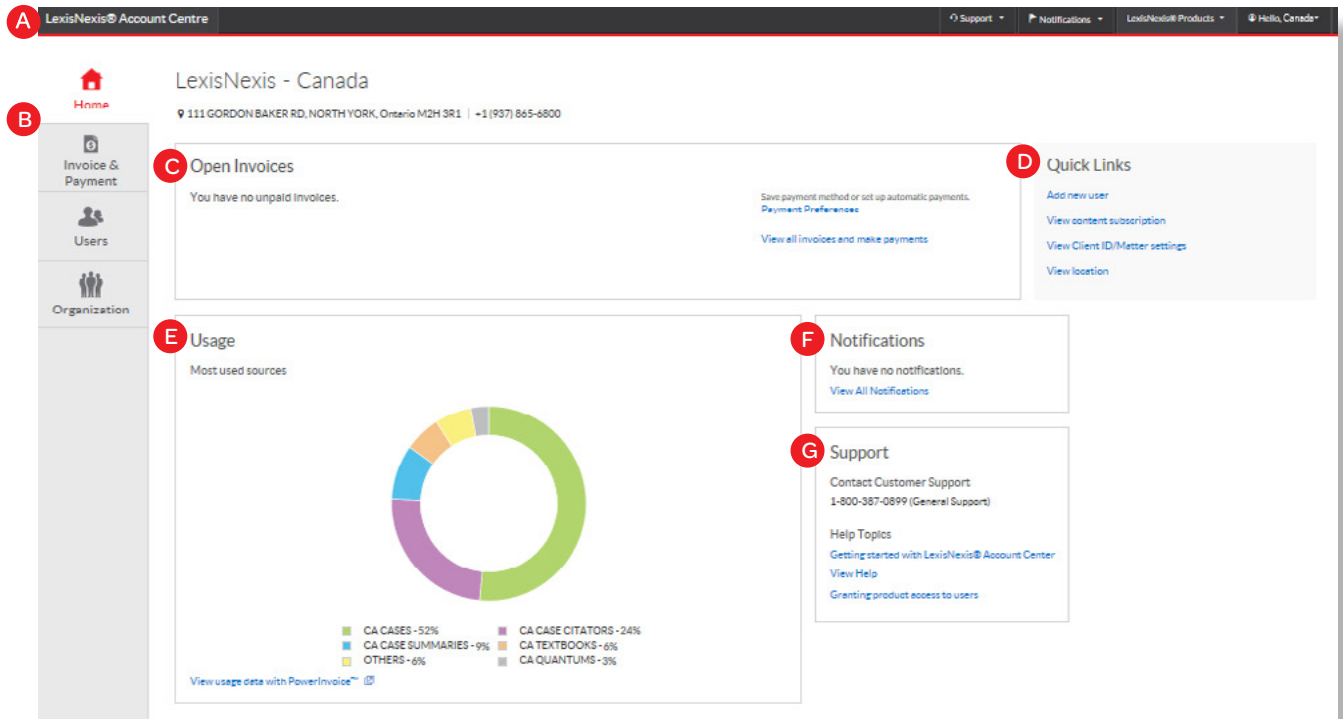 A LexisNexis® Account Centre Support Notifications LexisNexis® Products Hello, Canada
Home
B
Invoice &
Payment
Users
Organization
LexisNexis - Canada
111 GORDON BAKER RD, NORTH YORK, Ontario M2H 3R1 | +1 (937) 865-6800
C Open Invoices
You have no unpaid invoices.
Save payment method or set up automatic payments.
Payment Preferences
View all invoices and make payments
D Quick Links
Add new user
View content subscription
View Client ID/Matter settings
View location
E Usage
Most used sources
CA CASES - 52% CA CASE CITATORS - 24%
CA CASE SUMMARIES - 9% CA TEXTBOOKS - 6%
OTHERS - 6% CA QUANTUMS - 3%
View usage data with PowerInvoice™
F Notifications
You have no notifications.
View All Notifications
G Support
Contact Customer Support
1-800-387-0899 (General Support)
Help Topics
Getting started with LexisNexis® Account Center
View Help
Granting product access to users